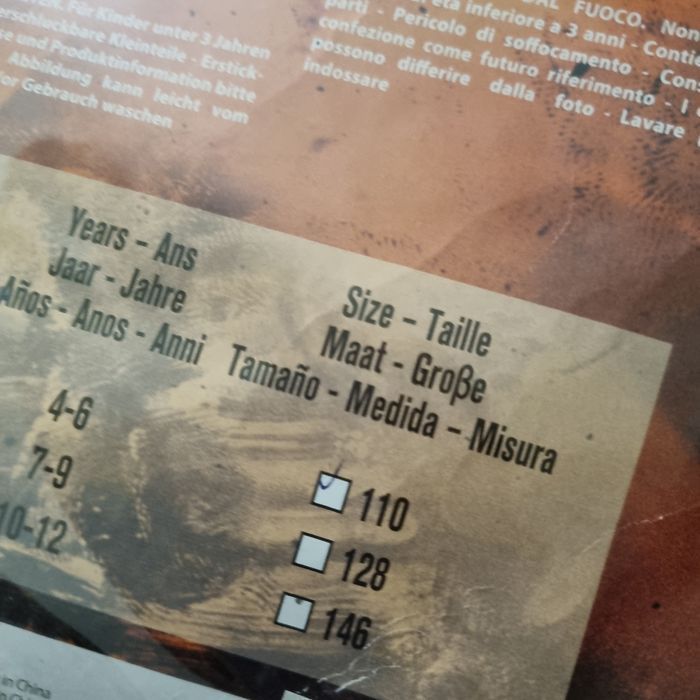 Für Kinder unter 3 Jahren
verschluckbare Kleinteile - Erstick-
und Produktinformation bitte
Abbildung kann leicht vom
Gebrauch waschen
FUOCO. Non
età inferiore a 3 anni - Contie
parti - Pericolo di soffocamento - Cons
confezione come futuro riferimento - I
possono differire dalla foto - Lavare
indossare
Years - Ans
Jaar - Jahre
Años - Anos - Anni
4-6
7-9
10-12
Size - Taille
Maat - Große
Tamaño - Medida - Misura
110
128
146
in China